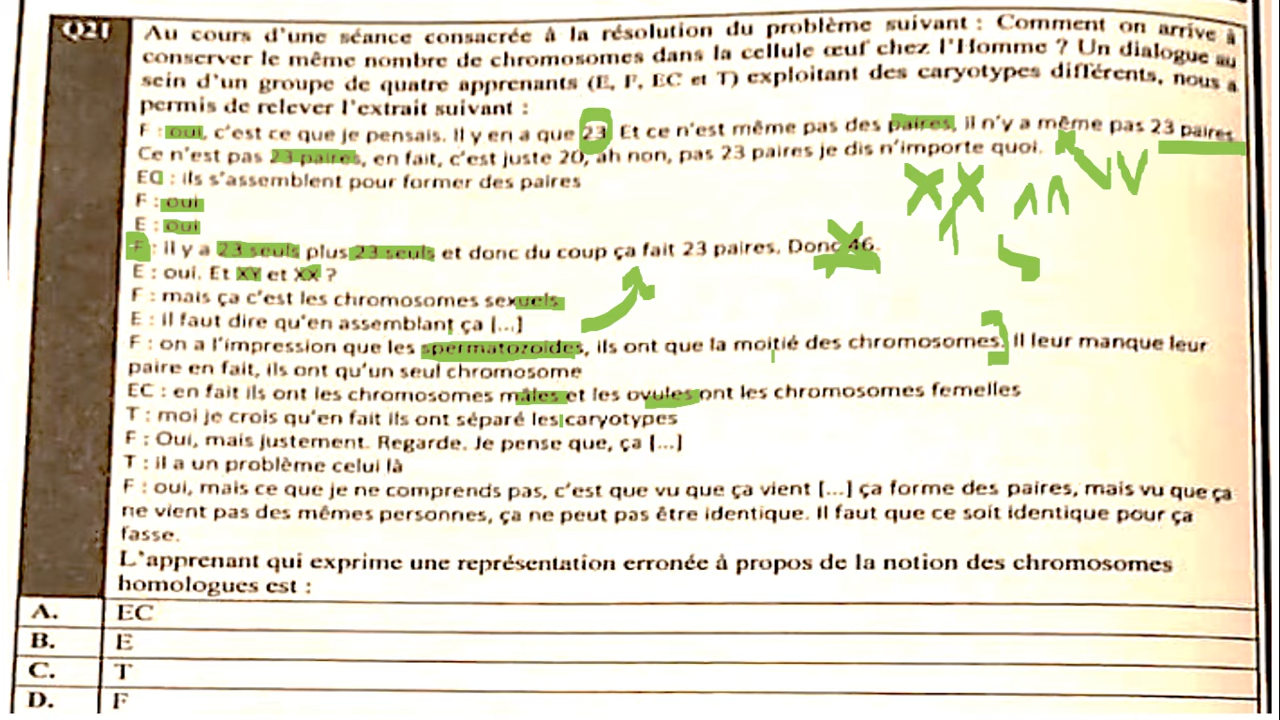 Q21
Au cours d'une séance consacrée à la résolution du problème suivant : Comment on arrive à
conserver le même nombre de chromosomes dans la cellule œuf chez l'Homme ? Un dialogue au
sein d'un groupe de quatre apprenants (E, F, EC et T) exploitant des caryotypes différents, nous a
permis de relever l'extrait suivant :
F : oui, c'est ce que je pensais. Il y en a que 23. Et ce n'est même pas des paires, il n'y a même pas 23 paires.
Ce n'est pas 23 paires, en fait, c'est juste 20, ah non, pas 23 paires je dis n'importe quoi.
EC : ils s'assemblent pour former des paires
F : oui
E : oui
F : il y a 23 seuls plus 23 seuls et donc du coup ça fait 23 paires. Donc 46.
E : oui. Et XY et XX ?
F : mais ça c'est les chromosomes sexuels
E : il faut dire qu'en assemblant ça [...]
F : on a l'impression que les spermatozoïdes, ils ont que la moitié des chromosomes. Il leur manque leur
paire en fait, ils ont qu'un seul chromosome
EC : en fait ils ont les chromosomes mâles et les ovules ont les chromosomes femelles
T : moi je crois qu'en fait ils ont séparé les caryotypes
F : Oui, mais justement. Regarde. Je pense que, ça [...]
T : il a un problème celui là
F : oui, mais ce que je ne comprends pas, c'est que vu que ça vient [...] ça forme des paires, mais vu que ça
ne vient pas des mêmes personnes, ça ne peut pas être identique. Il faut que ce soit identique pour ça
fasse.
L'apprenant qui exprime une représentation erronée à propos de la notion des chromosomes
homologues est :
A. EC
B. E
C. T
D. F